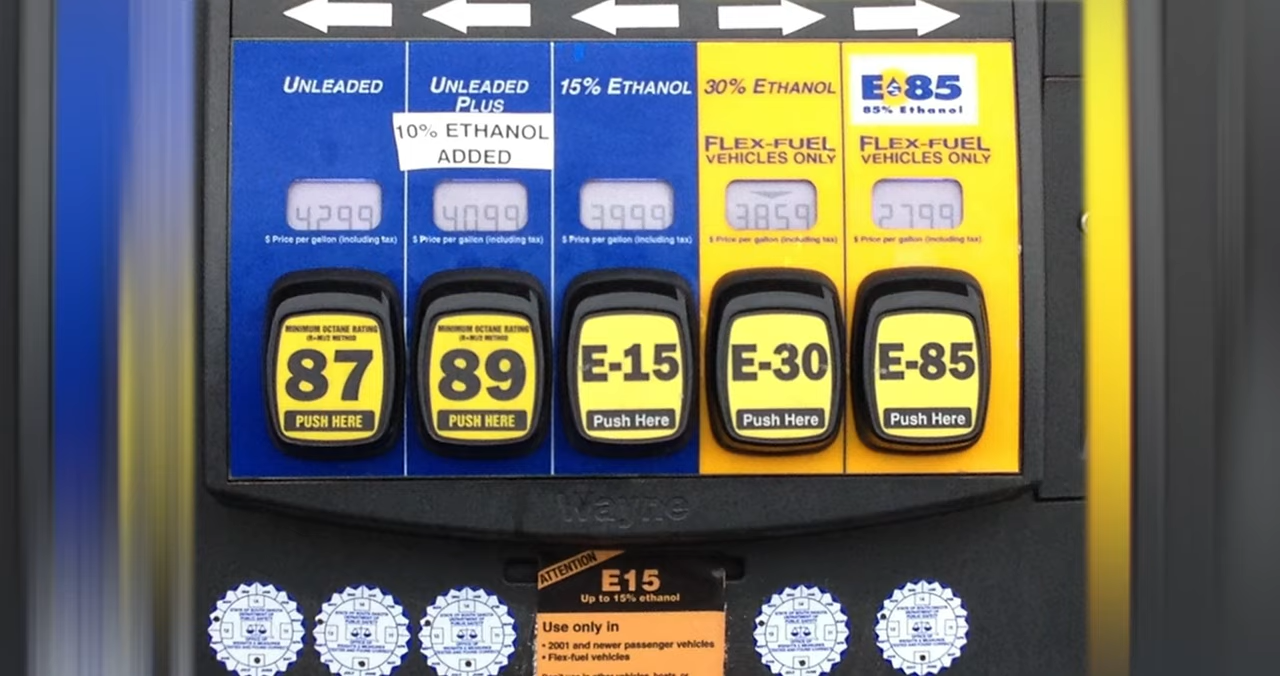 UNLEADED
UNLEADED
PLUS
10% ETHANOL
ADDED
15% ETHANOL
30% ETHANOL
FLEX-FUEL
VEHICLES ONLY
E85
85% Ethanol
FLEX-FUEL
VEHICLES ONLY
4299
4099
3999
3859
2799
$ Price per gallon (including tax)
$ Price per gallon (including tax)
$ Price per gallon (including tax)
$ Price per gallon (including tax)
$ Price per gallon (including tax)
MINIMUM OCTANE RATING
(R+M)/2 METHOD
87
PUSH HERE
MINIMUM OCTANE RATING
(R+M)/2 METHOD
89
PUSH HERE
E-15
Push Here
E-30
Push Here
E-85
Push Here
Wayne
ATTENTION
E15
Up to 15% ethanol
Use only in
• 2001 and newer passenger vehicles
• Flex-fuel vehicles